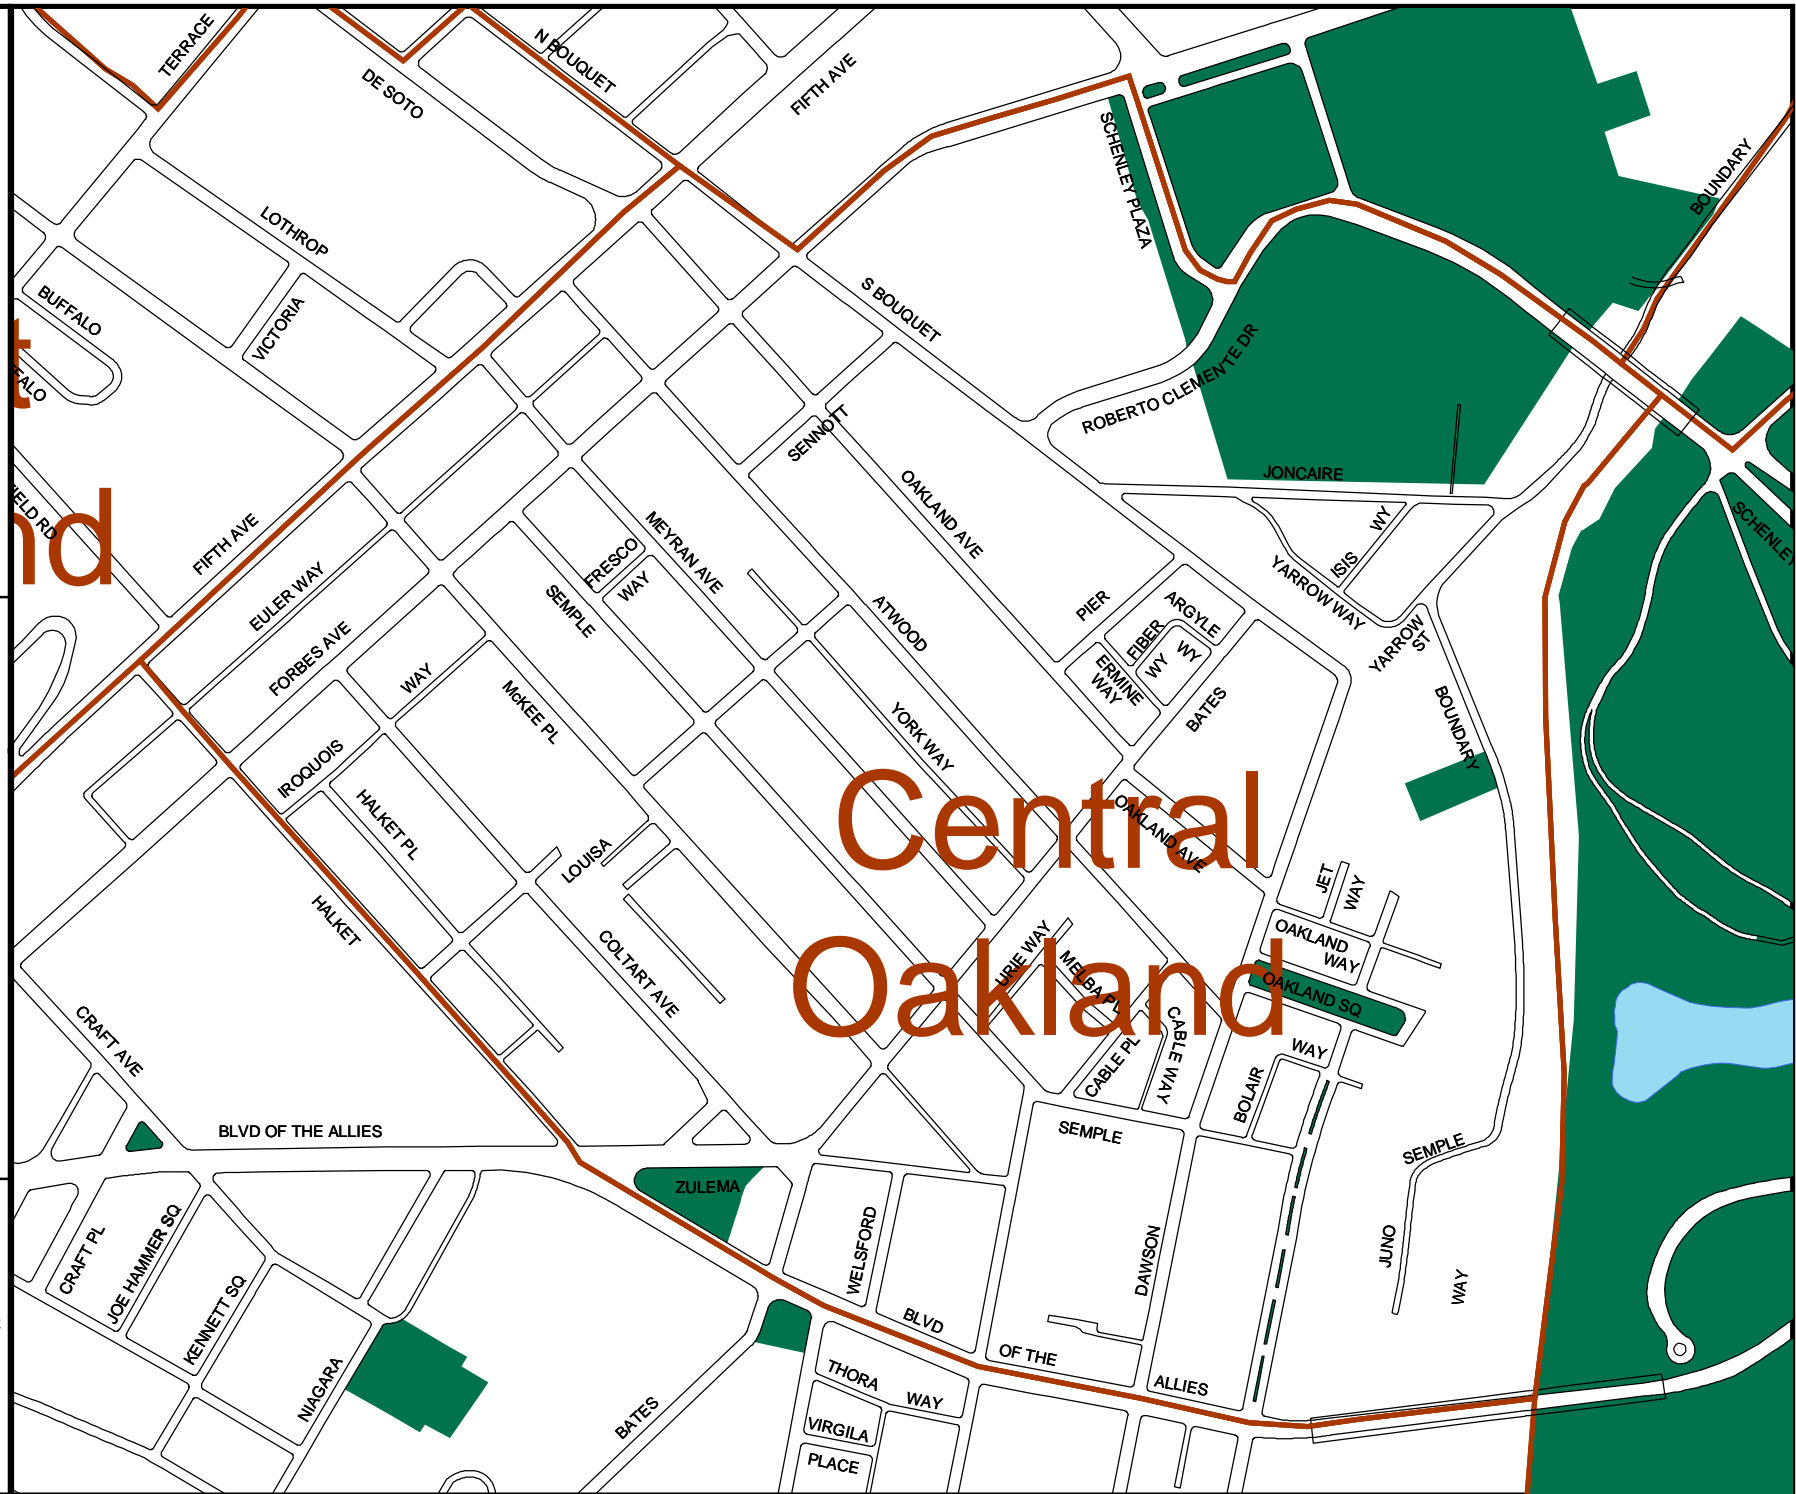 TERRACE
DE SOTO
N BOUQUET
FIFTH AVE
SCHENLEY PLAZA
BOUNDARY
LOTHROP
BUFFALO
VICTORIA
FALO
t
S BOUQUET
ROBERTO CLEMENTE DR
SENNOTT
JONCAIRE
IELD RD
nd
FIFTH AVE
OAKLAND AVE
ISIS WY
SCHENLEY
EULER WAY
FRESCO
WAY
MEYRAN AVE
SEMPLE
ATWOOD
PIER
ARGYLE
FIBER
WY
WY
ERMINE
WAY
YARROW WAY
YARROW
ST
FORBES AVE
WAY
McKEE PL
YORK WAY
BATES
BOUNDARY
IROQUOIS
HALKET PL
LOUISA
Central
Oakland
OAKLAND AVE
JET
WAY
HALKET
COLTART AVE
URIE WAY
MELBA PL
OAKLAND
WAY
OAKLAND SQ
CRAFT AVE
CABLE PL
CABLE WAY
WAY
BOLAIR
BLVD OF THE ALLIES
SEMPLE
SEMPLE
ZULEMA
CRAFT PL
JOE HAMMER SQ
KENNETT SQ
NIAGARA
WELSFORD
DAWSON
JUNO
WAY
BLVD
OF THE
ALLIES
THORA
WAY
BATES
VIRGILA
PLACE